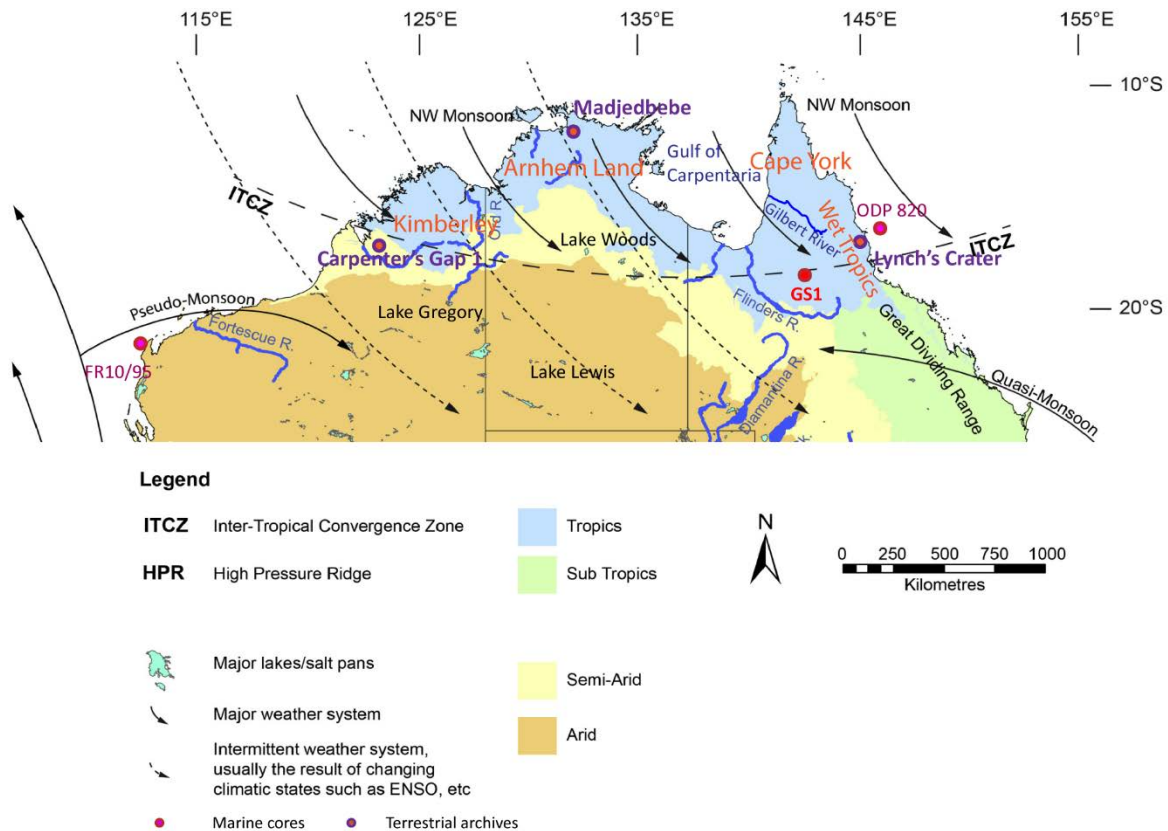 115°E
125°E
135°E
145°E
155°E
10°S
NW Monsoon
Madjedbebe
NW Monsoon
Gulf of
Carpentaria
Cape York
Arnhem Land
ITCZ
ODP 820
Kimberley
Ord R.
Gilbert River
Wet Tropics
ITCZ
Lake Woods
Carpenter's Gap 1
Lynch's Crater
Pseudo-Monsoon
GS1
20°S
Lake Gregory
Flinders R.
Fortescue R.
Great Dividing Range
FR10/95
Lake Lewis
Diamantina R.
Quasi-Monsoon
Legend
ITCZ Inter-Tropical Convergence Zone
Tropics
N
HPR High Pressure Ridge
Sub Tropics
0 250 500 750 1000
Kilometres
Major lakes/salt pans
Semi-Arid
Major weather system
Arid
Intermittent weather system,
usually the result of changing
climatic states such as ENSO, etc
Marine cores
Terrestrial archives